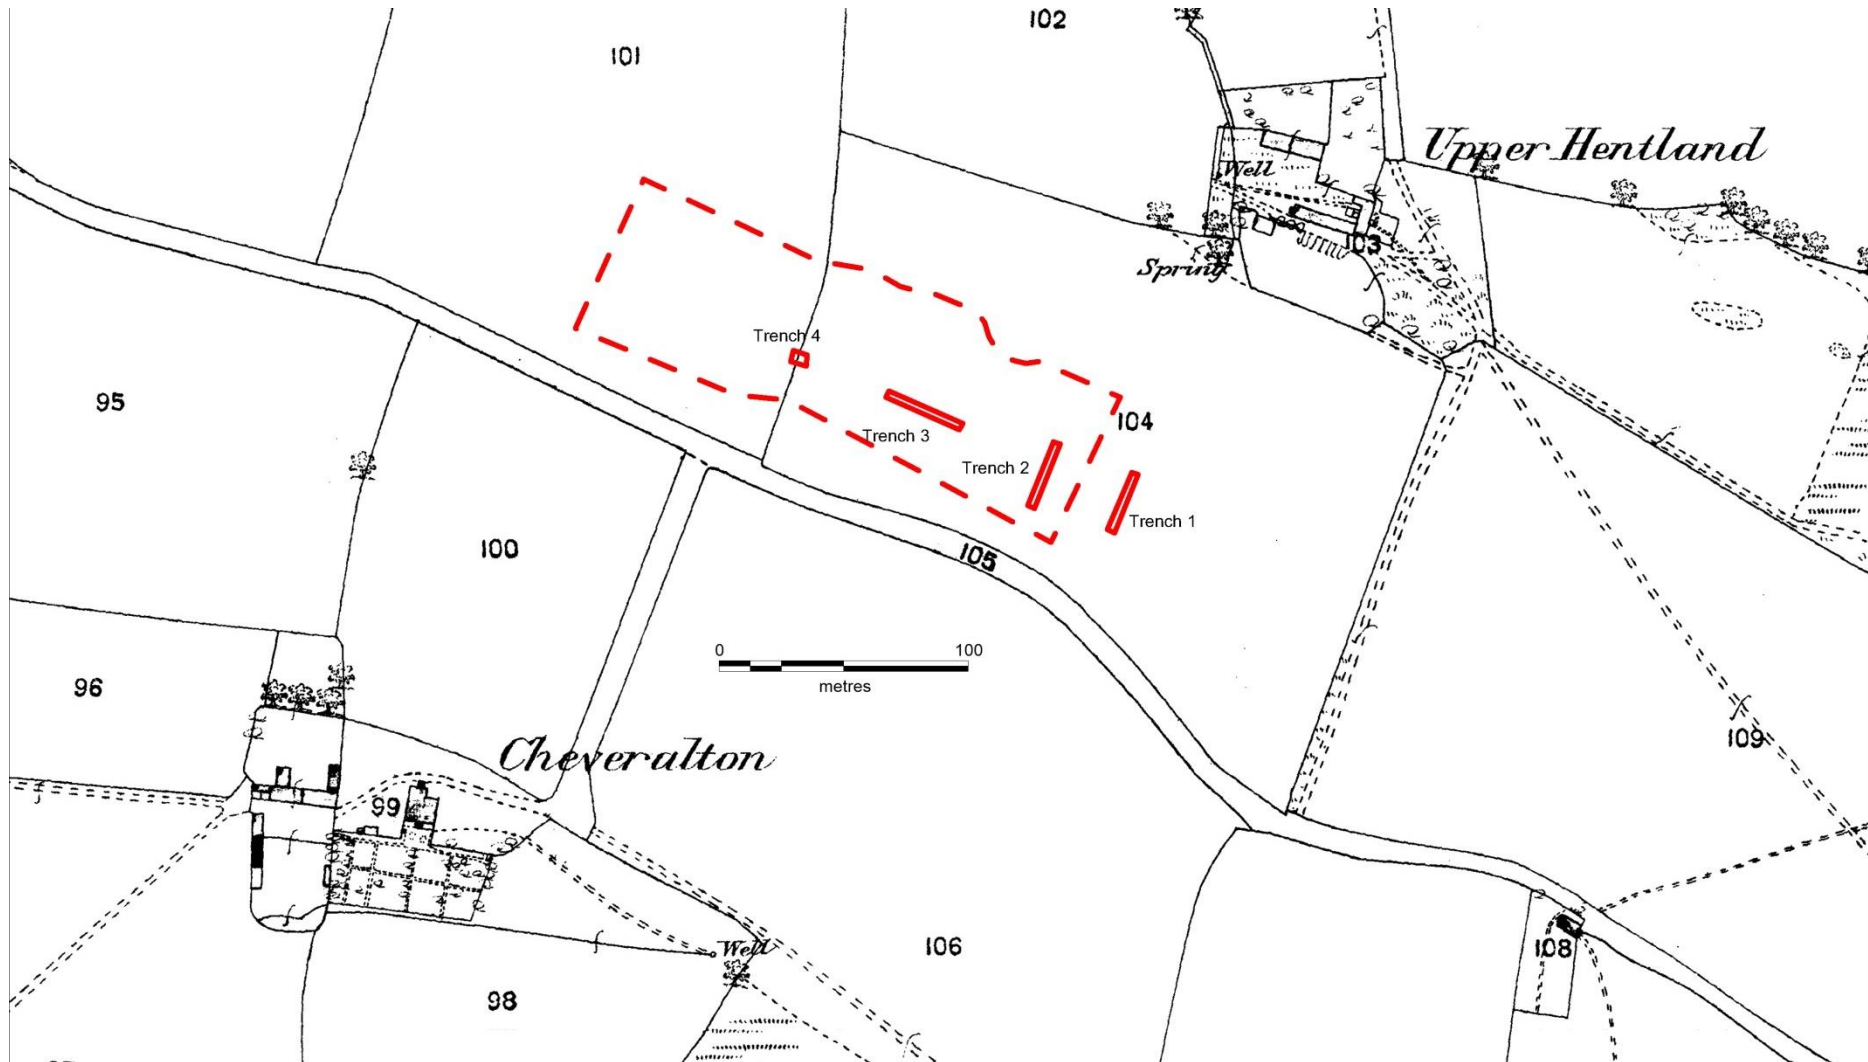 102
101
Upper Hentland
Well
103
Spring
Trench 4
95
104
Trench 3
Trench 2
Trench 1
100
105
0 100
metres
96
Cheveralton
109
99
106
Well
108
98